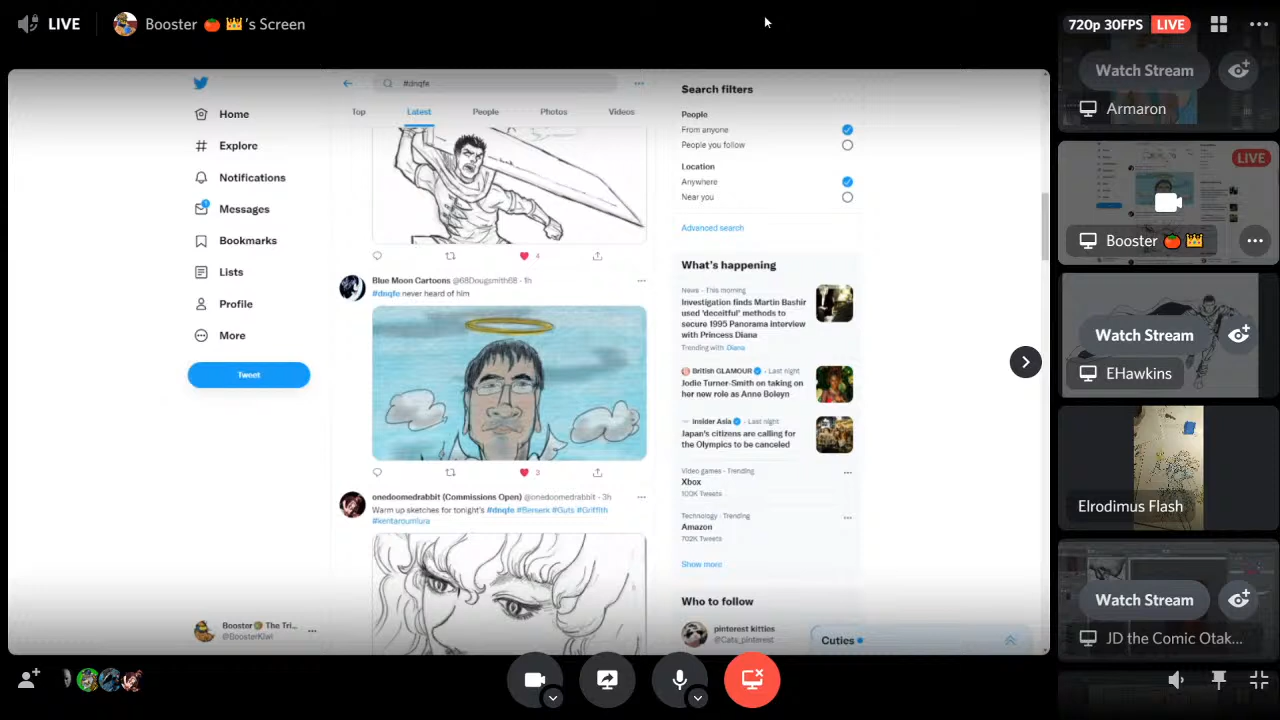 LIVE
Booster 's Screen
720p 30FPS LIVE
Home
Explore
Notifications
Messages
Bookmarks
Lists
Profile
More
Tweet
Booster The Tri...
@BoosterKiwi
#dnqfe
Top Latest People Photos Videos
4
Blue Moon Cartoons @68Dougsmith68 · 1h
#dnqfe never heard of him
3
onedoomedrabbit (Commissions Open) @onedoomedrabbit · 3h
Warm up sketches for tonight's #dnqfe #Berserk #Guts #Griffith
#kentaroumiura
Search filters
People
From anyone
People you follow
Location
Anywhere
Near you
Advanced search
What's happening
News · This morning
Investigation finds Martin Bashir
used 'deceitful' methods to
secure 1995 Panorama interview
with Princess Diana
Trending with Diana
British GLAMOUR · Last night
Jodie Turner-Smith on taking on
her new role as Anne Boleyn
Insider Asia · Last night
Japan's citizens are calling for
the Olympics to be canceled
Video games · Trending
Xbox
100K Tweets
Technology · Trending
Amazon
702K Tweets
Show more
Who to follow
pinterest kitties
@Cats_pinterest
Cuties
Watch Stream
Armaron
LIVE
Booster
Watch Stream
EHawkins
Elrodimus Flash
Watch Stream
JD the Comic Otak...